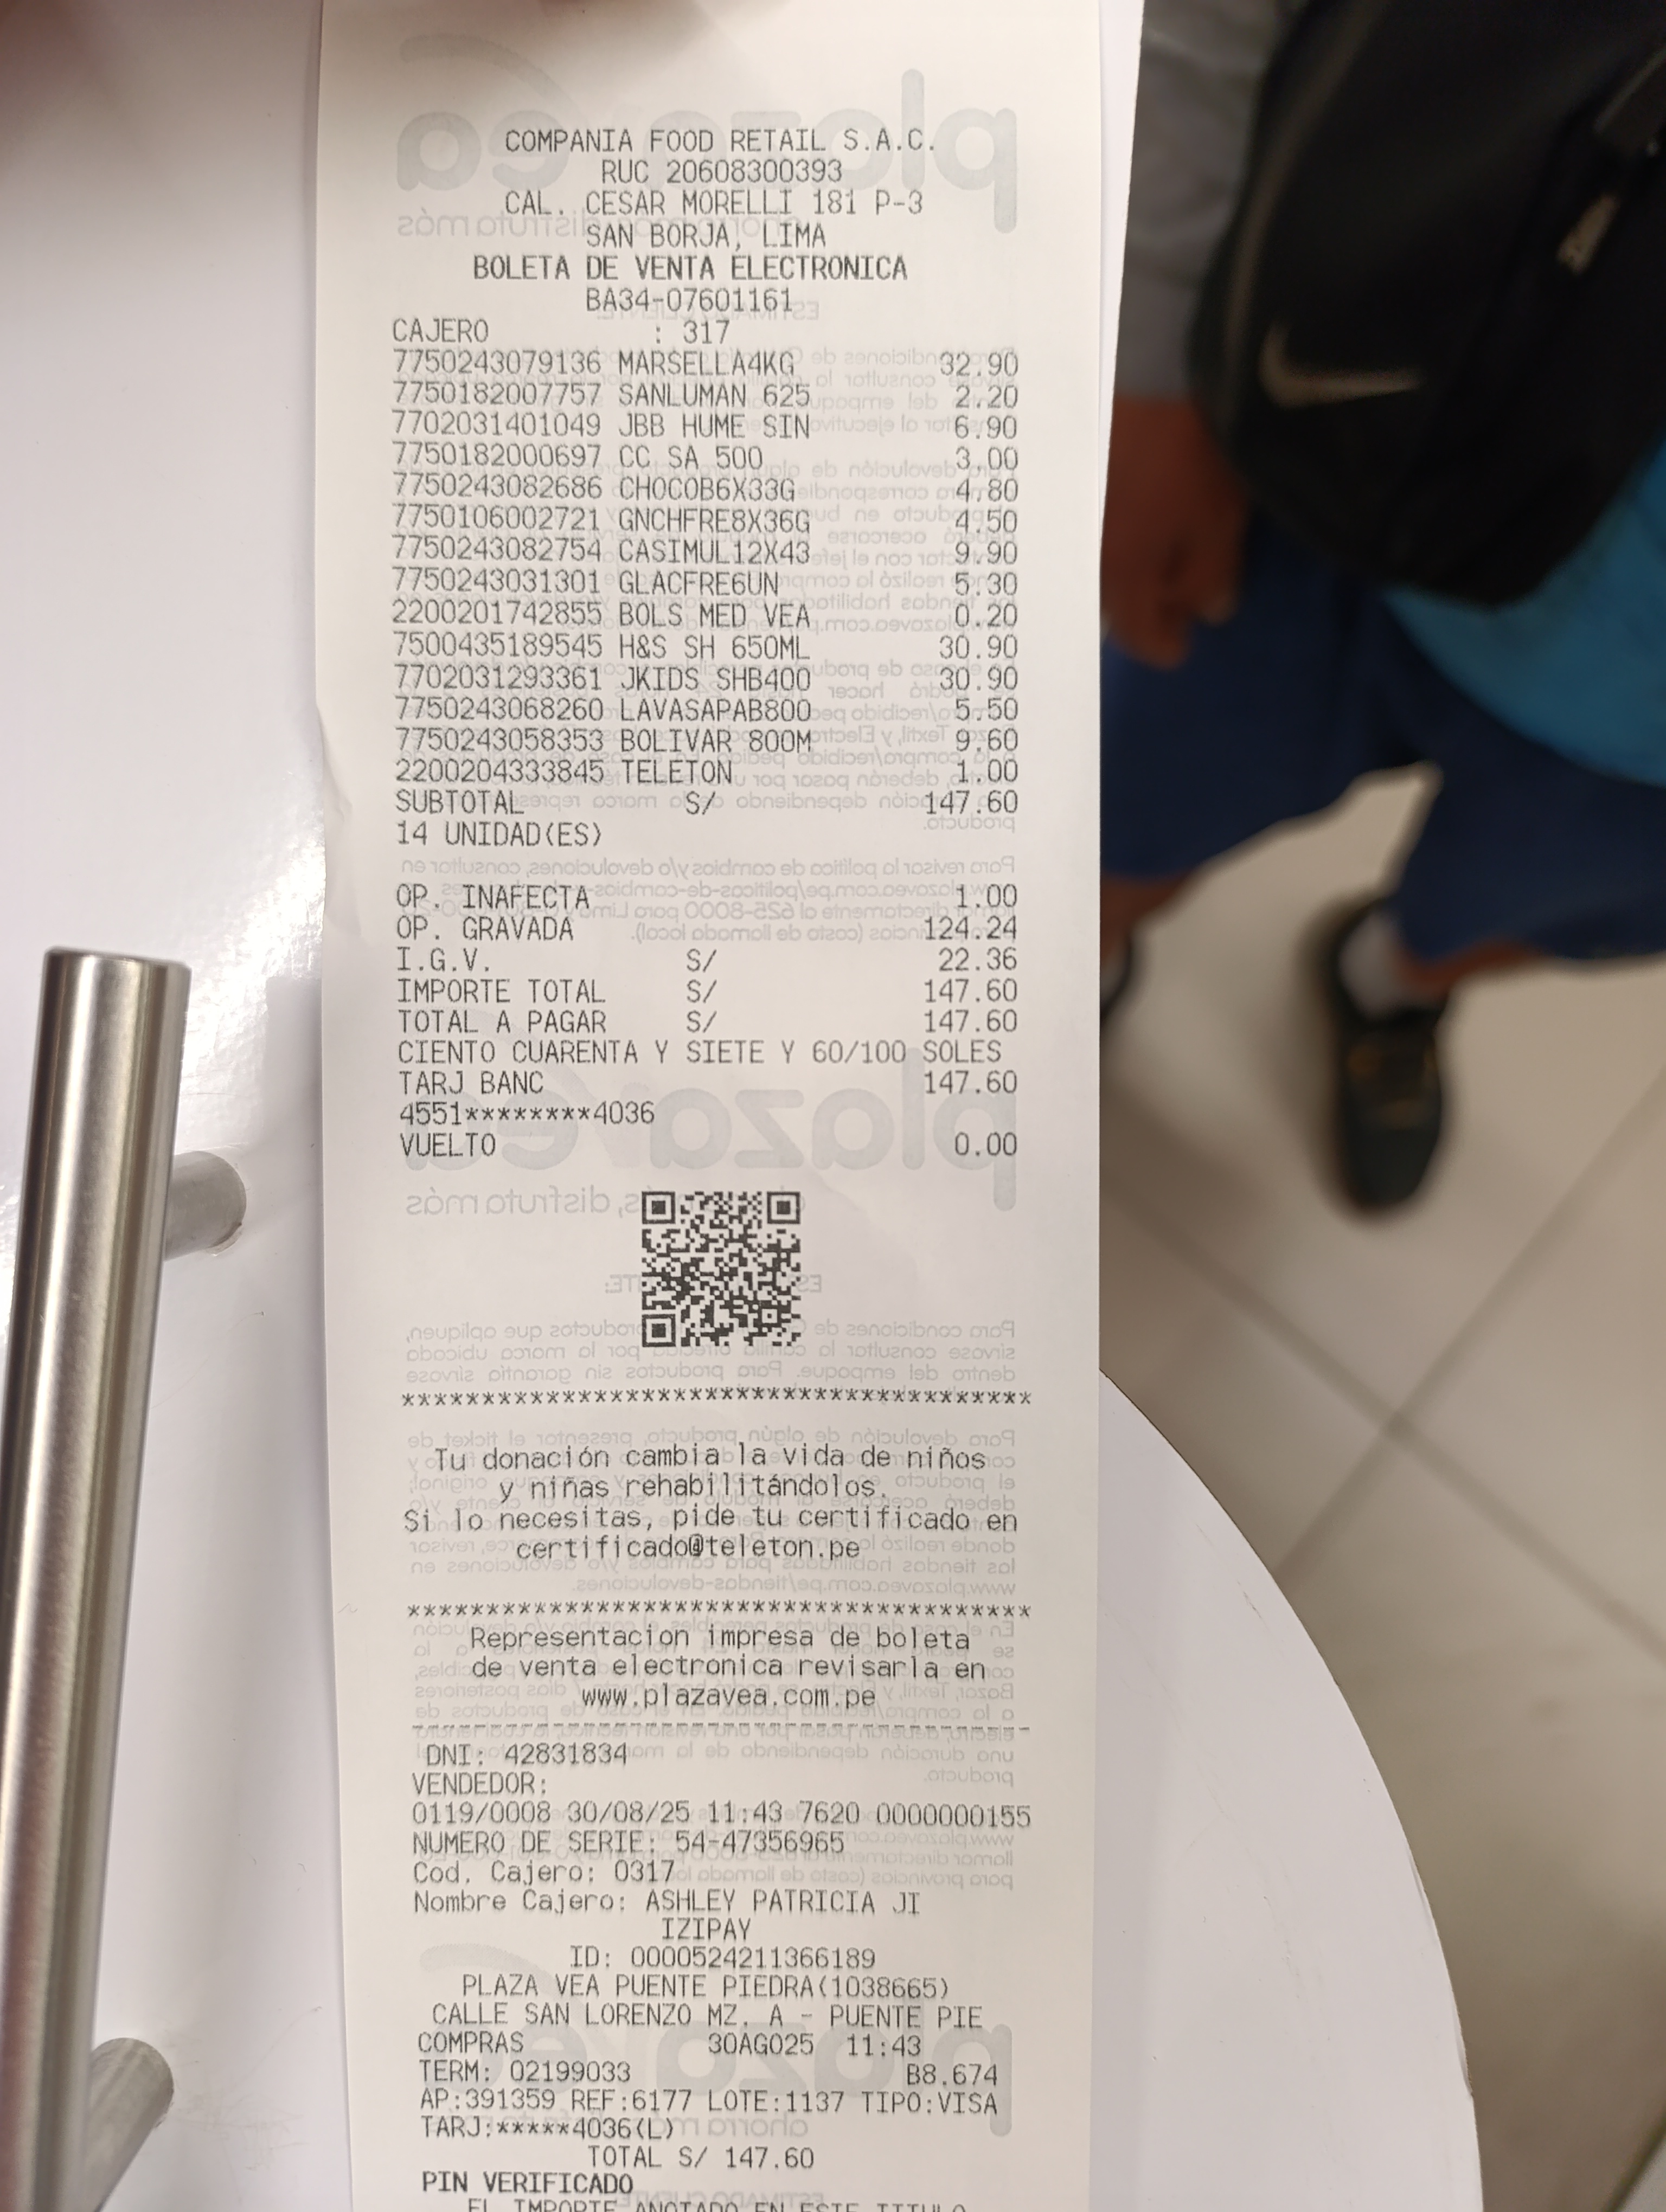 COMPANIA FOOD RETAIL S.A.C.
RUC 20608300393
CAL. CESAR MORELLI 181 P-3
SAN BORJA, LIMA
BOLETA DE VENTA ELECTRONICA
BA34-07601161
CAJERO : 317
7750243079136 MARSELLA4KG 32.90
7750182007757 SANLUMAN 625 2.20
7702031401049 JBB HUME SIN 6.90
7750182000697 CC SA 500 3.00
7750243082686 CHOCOB6X33G 4.80
7750106002721 GNCHFRE8X36G 4.50
7750243082754 CASIMUL12X43 9.90
7750243031301 GLACFRE6UN 5.30
2200201742855 BOLS MED VEA 0.20
7500435189545 H&S SH 650ML 30.90
7702031293361 JKIDS SHB400 30.90
7750243068260 LAVASAPAB800 5.50
7750243058353 BOLIVAR 800M 9.60
2200204333845 TELETON 1.00
SUBTOTAL S/ 147.60
14 UNIDAD(ES)
OP. INAFECTA 1.00
OP. GRAVADA 124.24
I.G.V. S/ 22.36
IMPORTE TOTAL S/ 147.60
TOTAL A PAGAR S/ 147.60
CIENTO CUARENTA Y SIETE Y 60/100 SOLES
TARJ BANC 147.60
4551********4036
VUELTO 0.00
***************************************
Tu donación cambia la vida de niños
y niñas rehabilitándolos.
Si lo necesitas, pide tu certificado en
certificado@teleton.pe
***************************************
Representacion impresa de boleta
de venta electronica revisarla en
www.plazavea.com.pe
---------------------------------------
DNI: 42831834
VENDEDOR:
0119/0008 30/08/25 11:43 7620 0000000155
NUMERO DE SERIE: 54-47356965
Cod. Cajero: 0317
Nombre Cajero: ASHLEY PATRICIA JI
IZIPAY
ID: 0000524211366189
PLAZA VEA PUENTE PIEDRA(1038665)
CALLE SAN LORENZO MZ. A - PUENTE PIE
COMPRAS 30AGO25 11:43
TERM: 02199033 B8.674
AP:391359 REF:6177 LOTE:1137 TIPO:VISA
TARJ:*****4036(L)
TOTAL S/ 147.60
PIN VERIFICADO
EL IMPORTE ANOTADO EN ESTE TITULO